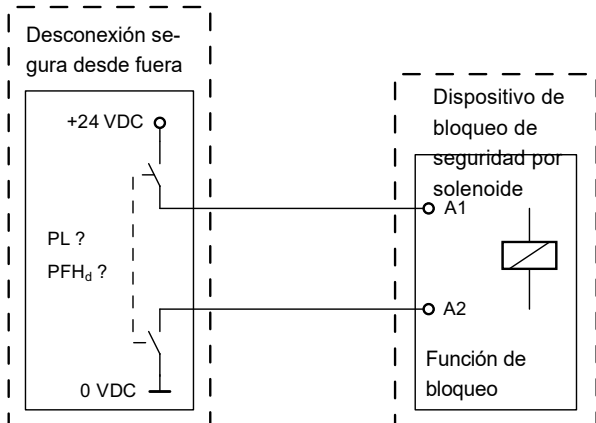 Desconexión se-
gura desde fuera
+24 VDC
PL ?
PFHd ?
0 VDC
Dispositivo de
bloqueo de
seguridad por
solenoide
A1
A2
Función de
bloqueo